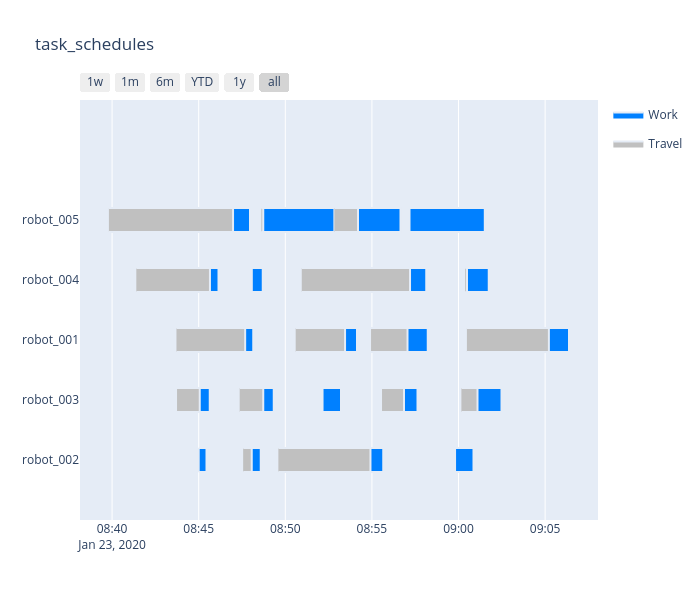 task_schedules
1w 1m 6m YTD 1y all
Work
Travel
robot_005
robot_004
robot_001
robot_003
robot_002
08:40 08:45 08:50 08:55 09:00 09:05
Jan 23, 2020